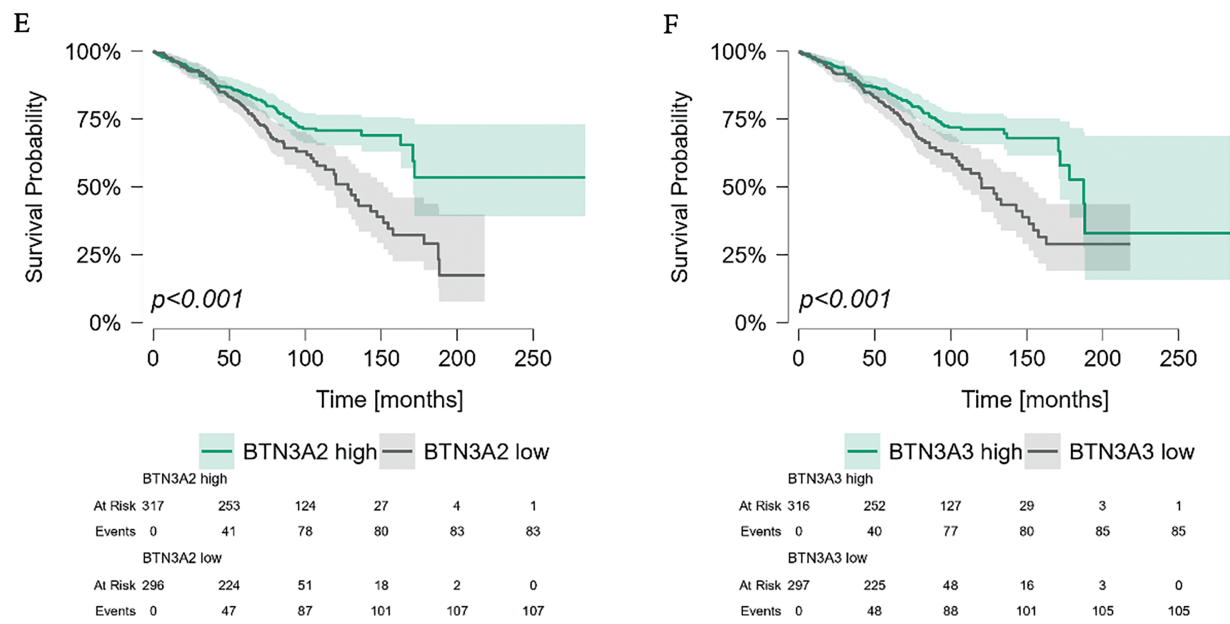 E
100%
75%
50%
25%
0%
Survival Probability
p<0.001
0 50 100 150 200 250
Time [months]
BTN3A2 high BTN3A2 low
BTN3A2 high
At Risk 317 253 124 27 4 1
Events 0 41 78 80 83 83
BTN3A2 low
At Risk 296 224 51 18 2 0
Events 0 47 87 101 107 107
F
100%
75%
50%
25%
0%
Survival Probability
p<0.001
0 50 100 150 200 250
Time [months]
BTN3A3 high BTN3A3 low
BTN3A3 high
At Risk 316 252 127 29 3 1
Events 0 40 77 80 85 85
BTN3A3 low
At Risk 297 225 48 16 3 0
Events 0 48 88 101 105 105